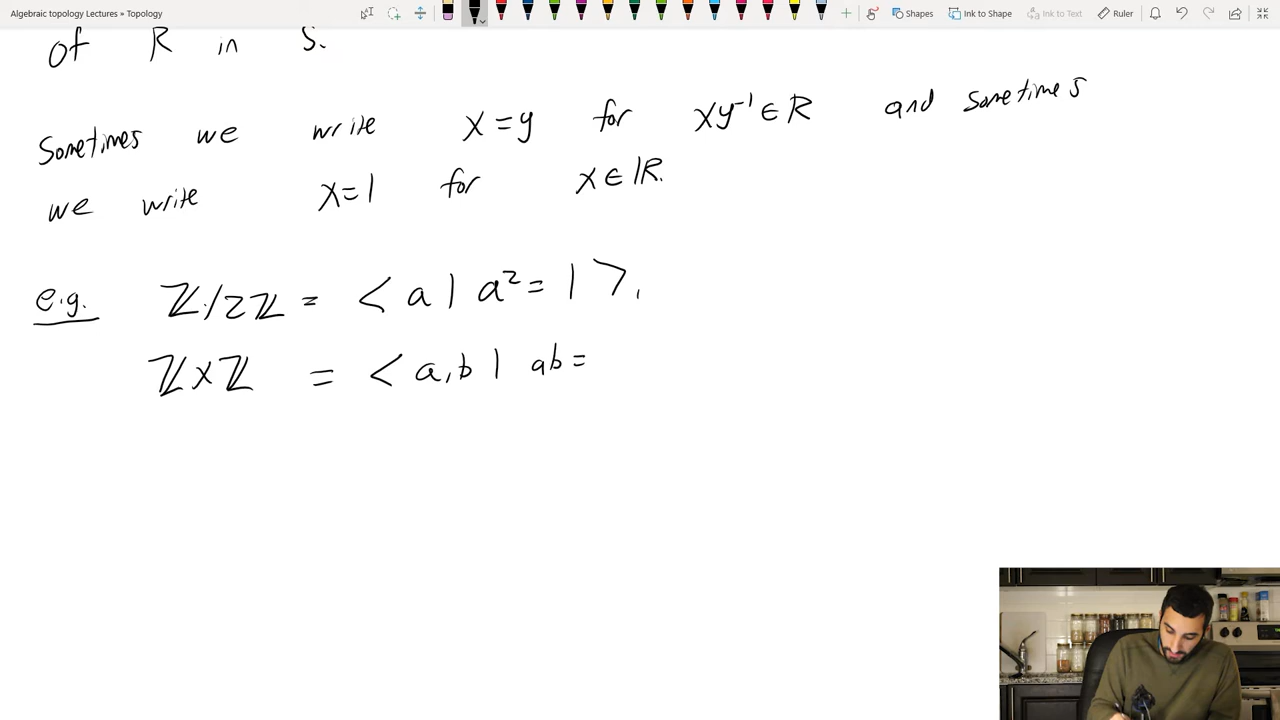 Algebraic topology Lectures » Topology
Shapes Ink to Shape Ink to Text Ruler
of R in S.
Sometimes we write x=y for xy⁻¹∈R and sometimes
we write x=1 for x∈R.
e.g. ℤ/2ℤ = < a | a² = 1 >,
ℤ×ℤ = < a,b | ab =